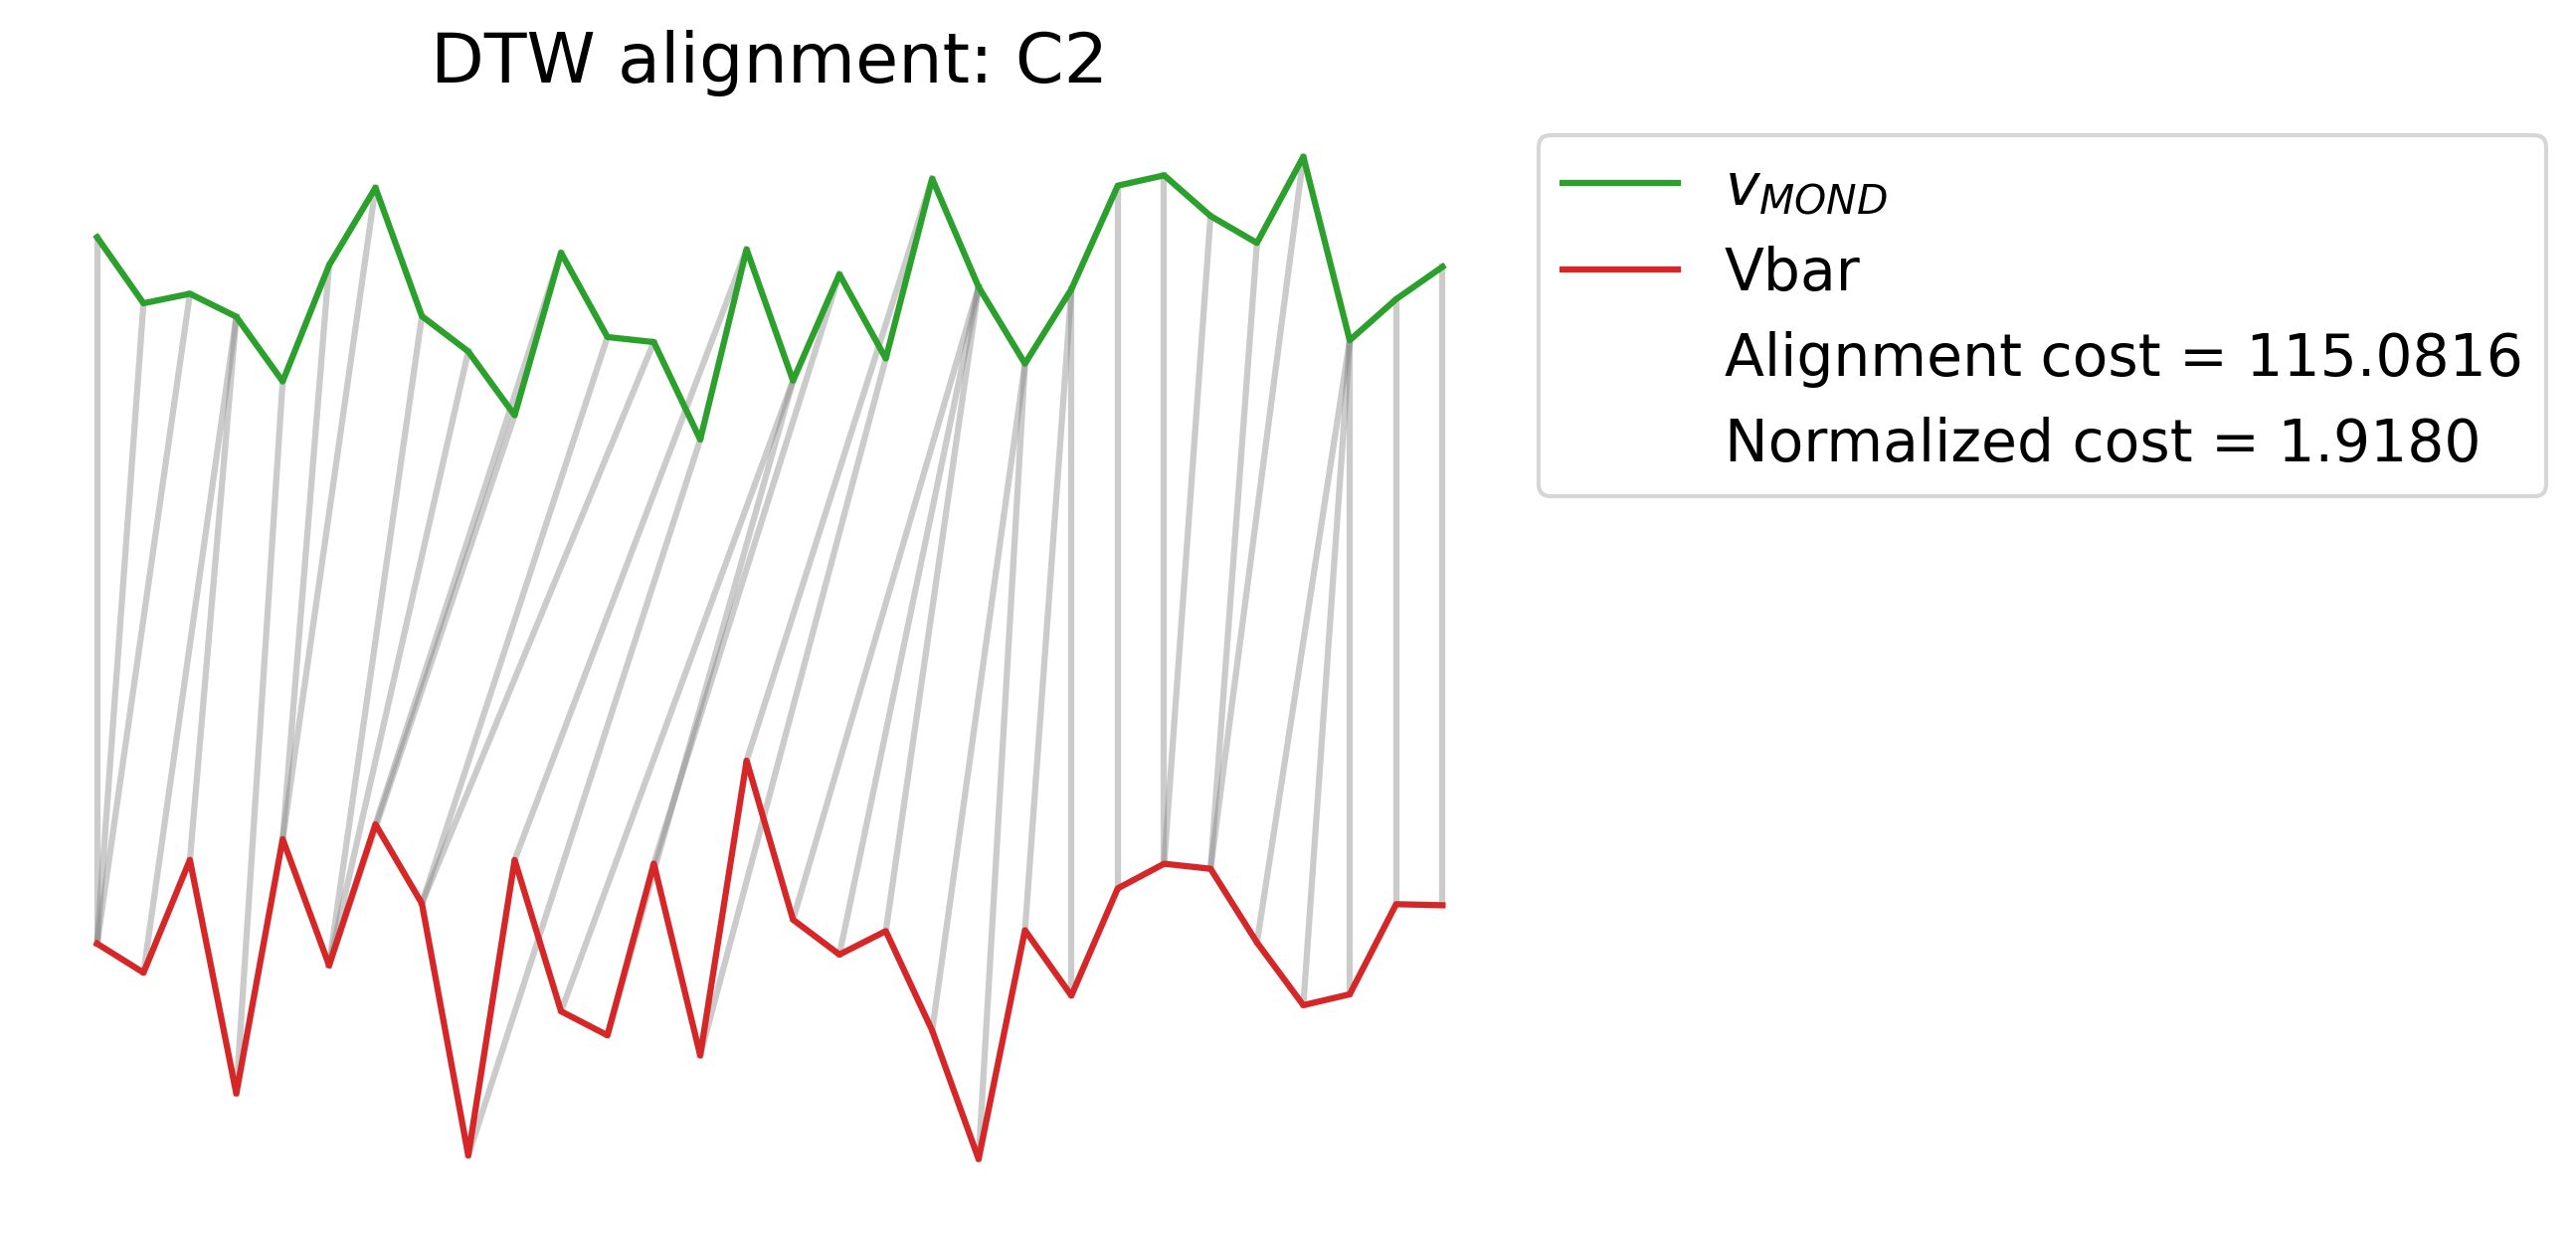 DTW alignment: C2
v_MOND
Vbar
Alignment cost = 115.0816
Normalized cost = 1.9180